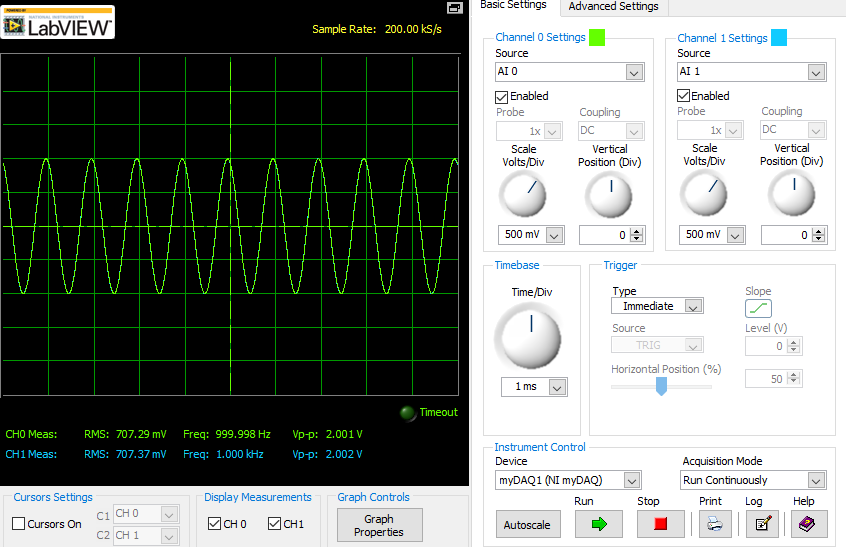 POWERED BY
NATIONAL INSTRUMENTS
LabVIEW™
Sample Rate: 200.00 kS/s
Timeout
CH0 Meas: RMS: 707.29 mV Freq: 999.998 Hz Vp-p: 2.001 V
CH1 Meas: RMS: 707.37 mV Freq: 1.000 kHz Vp-p: 2.002 V
Cursors Settings
Cursors On
C1 CH 0
C2 CH 1
Display Measurements
CH 0 CH1
Graph Controls
Graph
Properties
Basic Settings Advanced Settings
Channel 0 Settings
Source
AI 0
Enabled
Probe Coupling
1x DC
Scale
Volts/Div
Vertical
Position (Div)
500 mV 0
Channel 1 Settings
Source
AI 1
Enabled
Probe Coupling
1x DC
Scale
Volts/Div
Vertical
Position (Div)
500 mV 0
Timebase
Time/Div
1 ms
Trigger
Type
Immediate
Slope
Source
TRIG
Level (V)
0
Horizontal Position (%)
50
Instrument Control
Device
myDAQ1 (NI myDAQ)
Acquisition Mode
Run Continuously
Autoscale
Run Stop Print Log Help